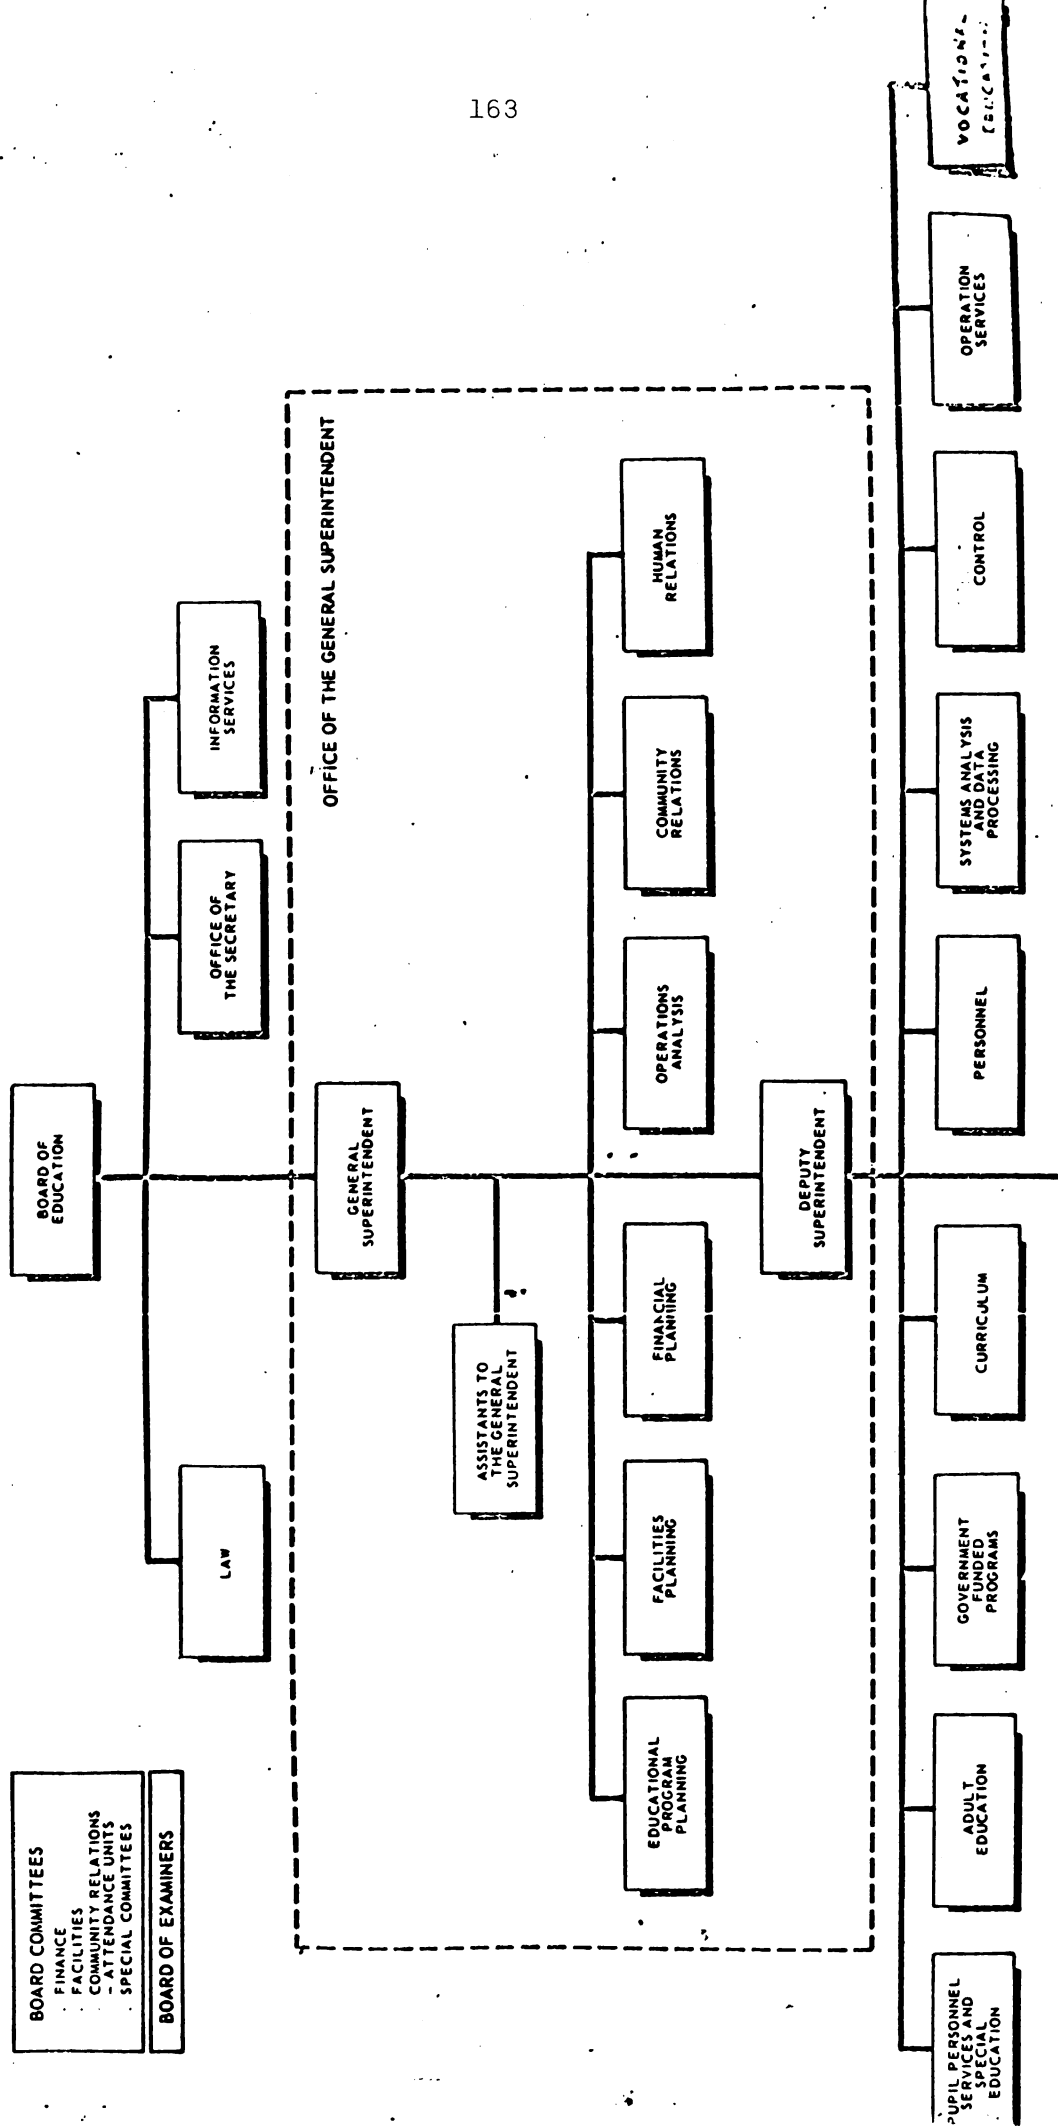 163
BOARD COMMITTEES
. FINANCE
. FACILITIES
COMMUNITY RELATIONS
- ATTENDANCE UNITS
. SPECIAL COMMITTEES
BOARD OF EXAMINERS
BOARD OF
EDUCATION
LAW
OFFICE OF
THE SECRETARY
INFORMATION
SERVICES
OFFICE OF THE GENERAL SUPERINTENDENT
GENERAL
SUPERINTENDENT
ASSISTANTS TO
THE GENERAL
SUPERINTENDENT
EDUCATIONAL
PROGRAM
PLANNING
FACILITIES
PLANNING
FINANCIAL
PLANNING
OPERATIONS
ANALYSIS
COMMUNITY
RELATIONS
HUMAN
RELATIONS
DEPUTY
SUPERINTENDENT
PUPIL PERSONNEL
SERVICES AND
SPECIAL
EDUCATION
ADULT
EDUCATION
GOVERNMENT
FUNDED
PROGRAMS
CURRICULUM
PERSONNEL
SYSTEMS ANALYSIS
AND DATA
PROCESSING
CONTROL
OPERATION
SERVICES
VOCATIONAL
EDUCATION